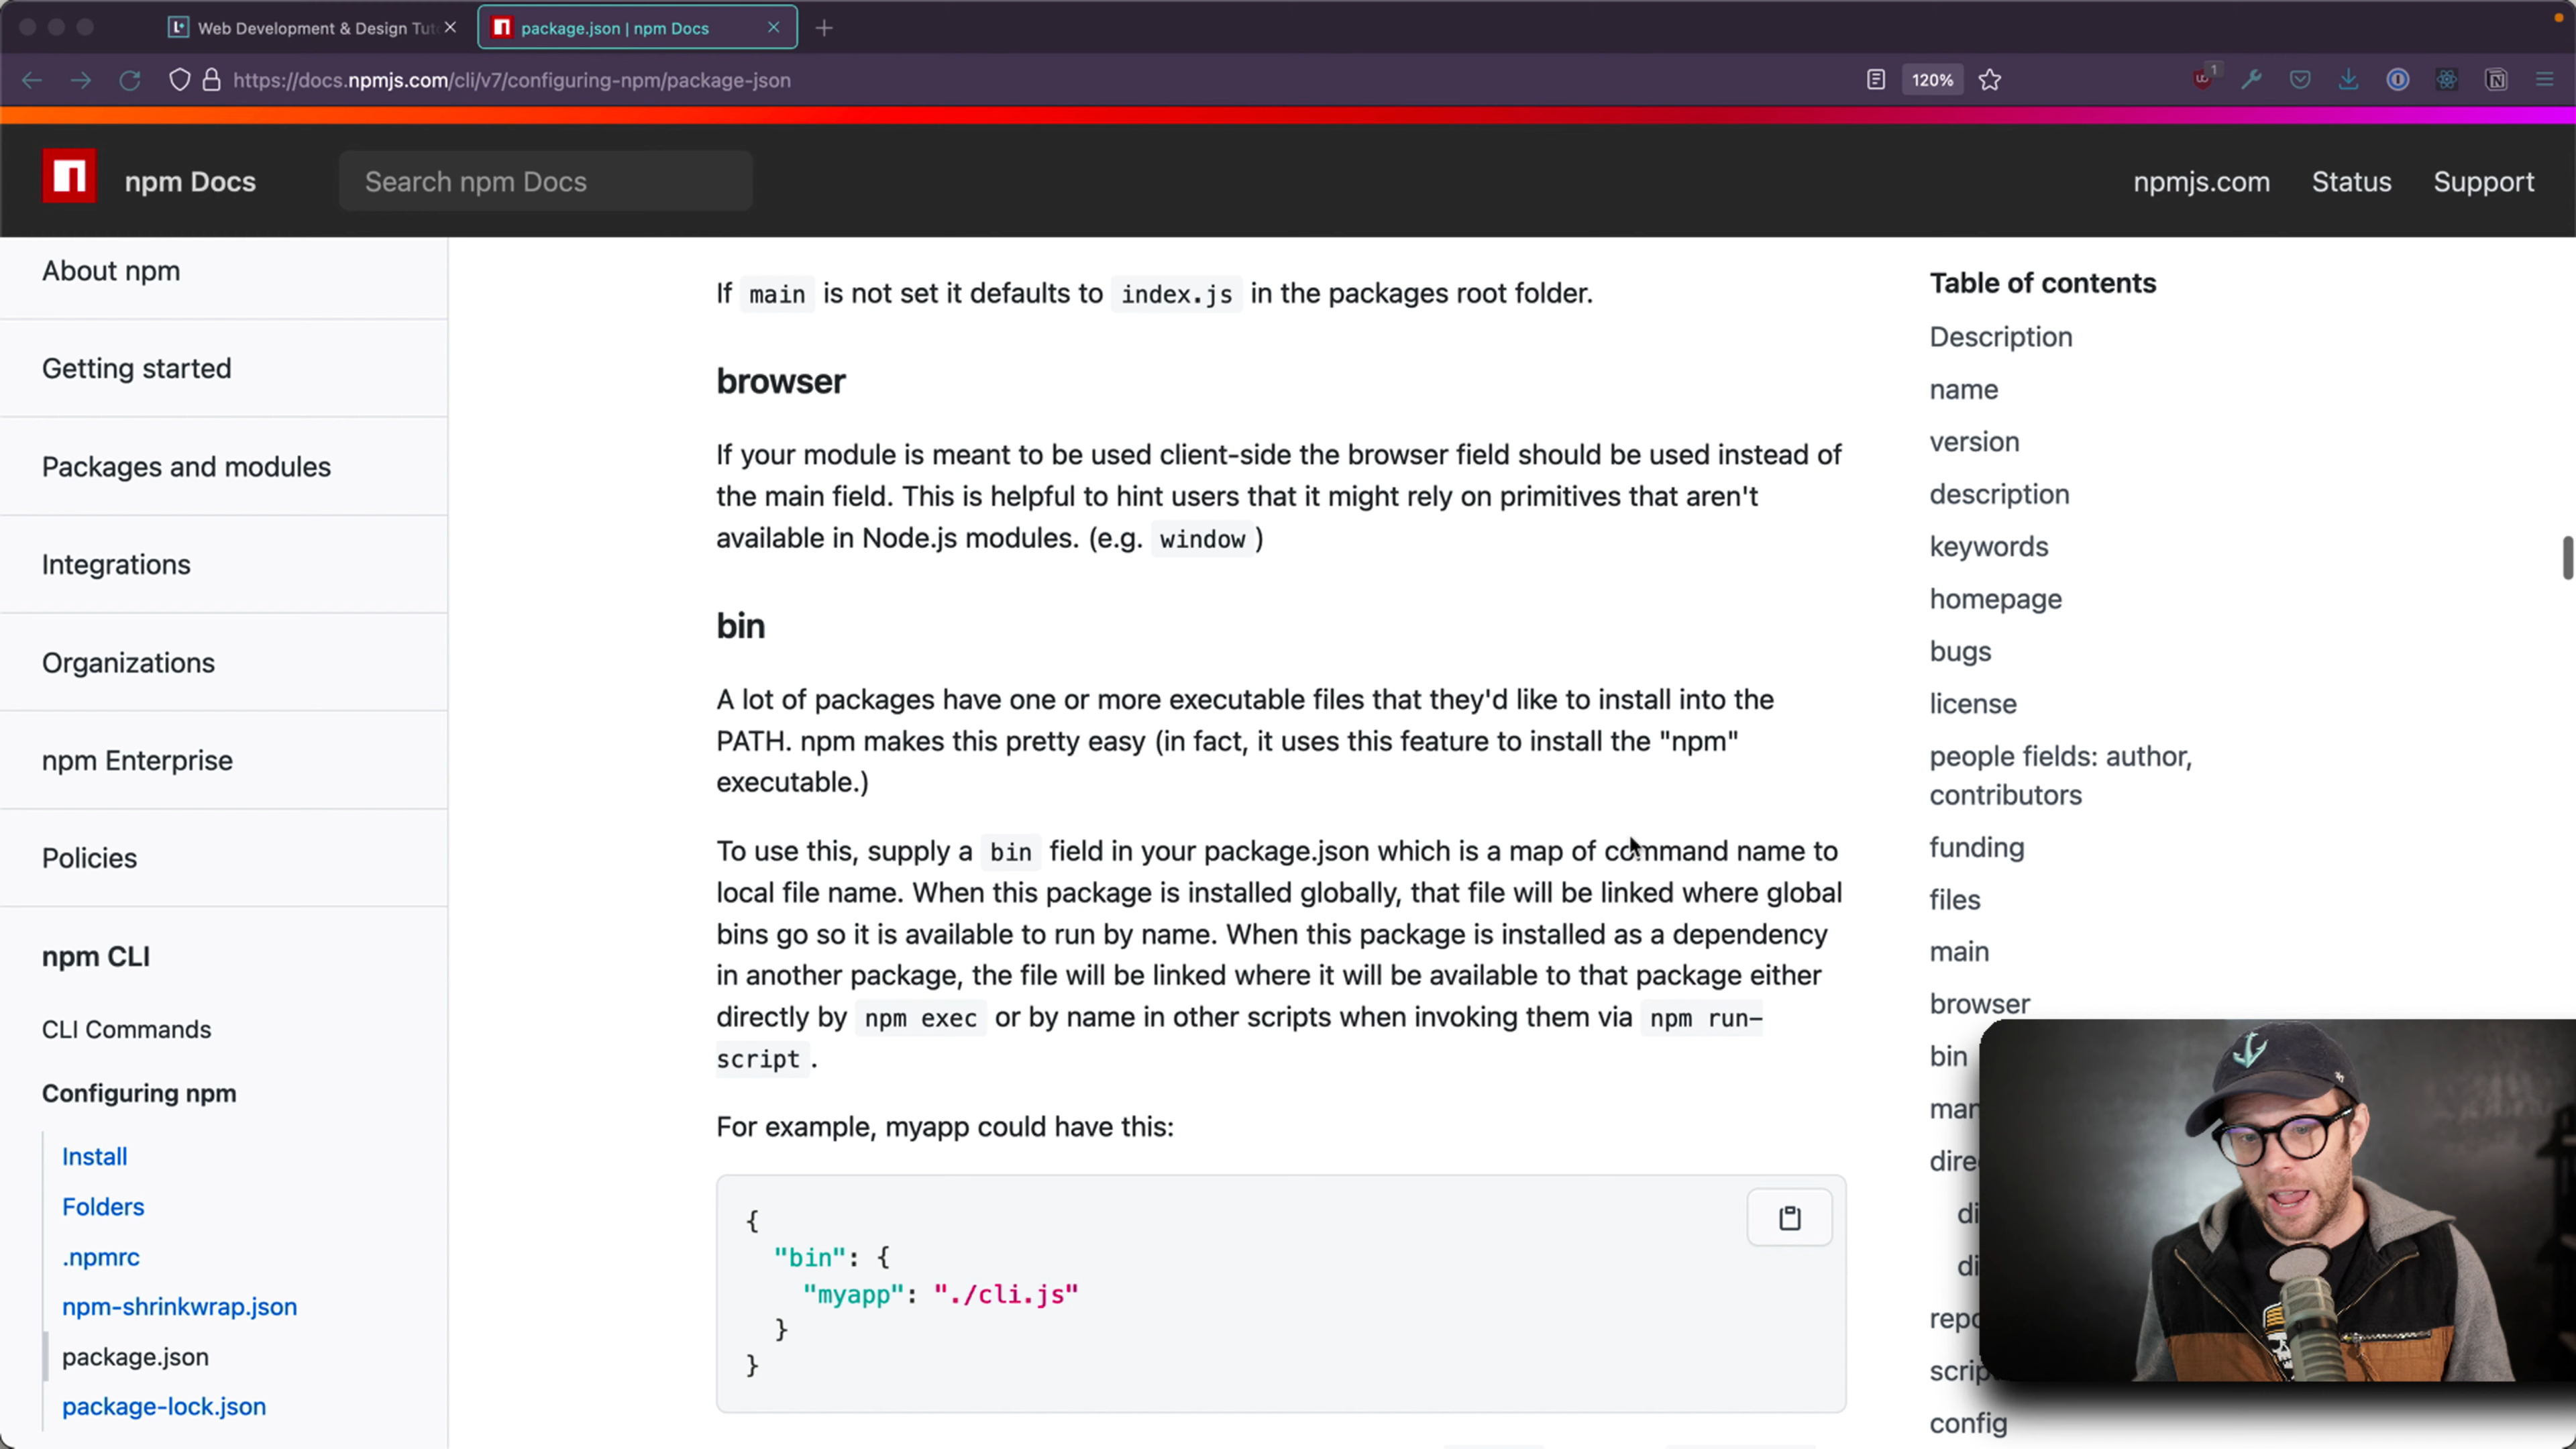 Web Development & Design Tut
package.json | npm Docs
https://docs.npmjs.com/cli/v7/configuring-npm/package-json
120%
1
npm Docs
Search npm Docs
npmjs.com
Status
Support
About npm
Getting started
Packages and modules
Integrations
Organizations
npm Enterprise
Policies
npm CLI
CLI Commands
Configuring npm
Install
Folders
.npmrc
npm-shrinkwrap.json
package.json
package-lock.json
If main is not set it defaults to index.js in the packages root folder.
browser
If your module is meant to be used client-side the browser field should be used instead of
the main field. This is helpful to hint users that it might rely on primitives that aren't
available in Node.js modules. (e.g. window )
bin
A lot of packages have one or more executable files that they'd like to install into the
PATH. npm makes this pretty easy (in fact, it uses this feature to install the "npm"
executable.)
To use this, supply a bin field in your package.json which is a map of command name to
local file name. When this package is installed globally, that file will be linked where global
bins go so it is available to run by name. When this package is installed as a dependency
in another package, the file will be linked where it will be available to that package either
directly by npm exec or by name in other scripts when invoking them via npm run-
script .
For example, myapp could have this:
{
"bin": {
"myapp": "./cli.js"
}
}
Table of contents
Description
name
version
description
keywords
homepage
bugs
license
people fields: author,
contributors
funding
files
main
browser
bin
man
dire
di
di
repo
scrip
config